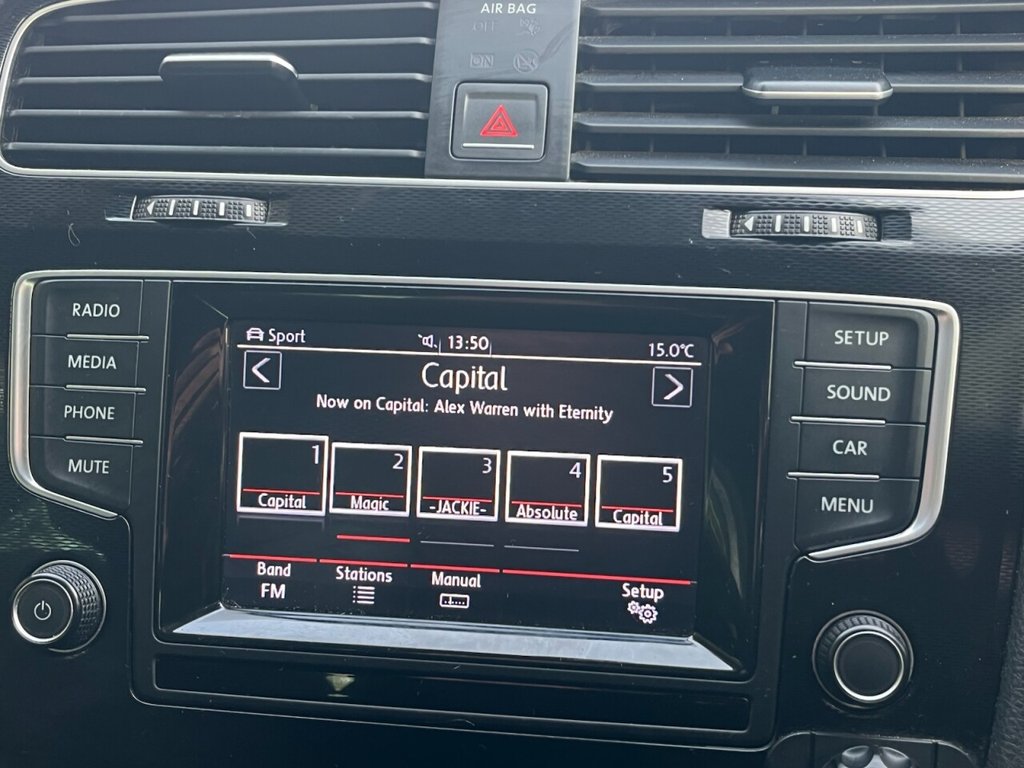 AIR BAG
OFF
ON
RADIO
MEDIA
PHONE
MUTE
SETUP
SOUND
CAR
MENU
Sport 13:50 15.0°C
Capital
Now on Capital: Alex Warren with Eternity
1 2 3 4 5
Capital Magic -JACKIE- Absolute Capital
Band Stations Manual Setup
FM